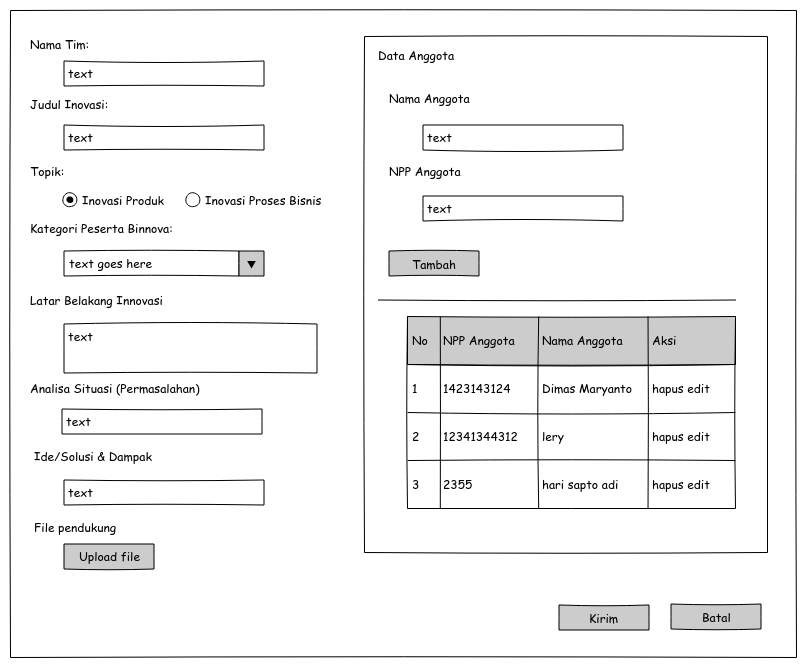 Nama Tim:
text
Judul Inovasi:
text
Topik:
Inovasi Produk Inovasi Proses Bisnis
Kategori Peserta Binnova:
text goes here
Latar Belakang Innovasi
text
Analisa Situasi (Permasalahan)
text
Ide/Solusi & Dampak
text
File pendukung
Upload file
Data Anggota
Nama Anggota
text
NPP Anggota
text
Tambah
No NPP Anggota Nama Anggota Aksi
1 1423143124 Dimas Maryanto hapus edit
2 12341344312 lery hapus edit
3 2355 hari sapto adi hapus edit
Kirim Batal